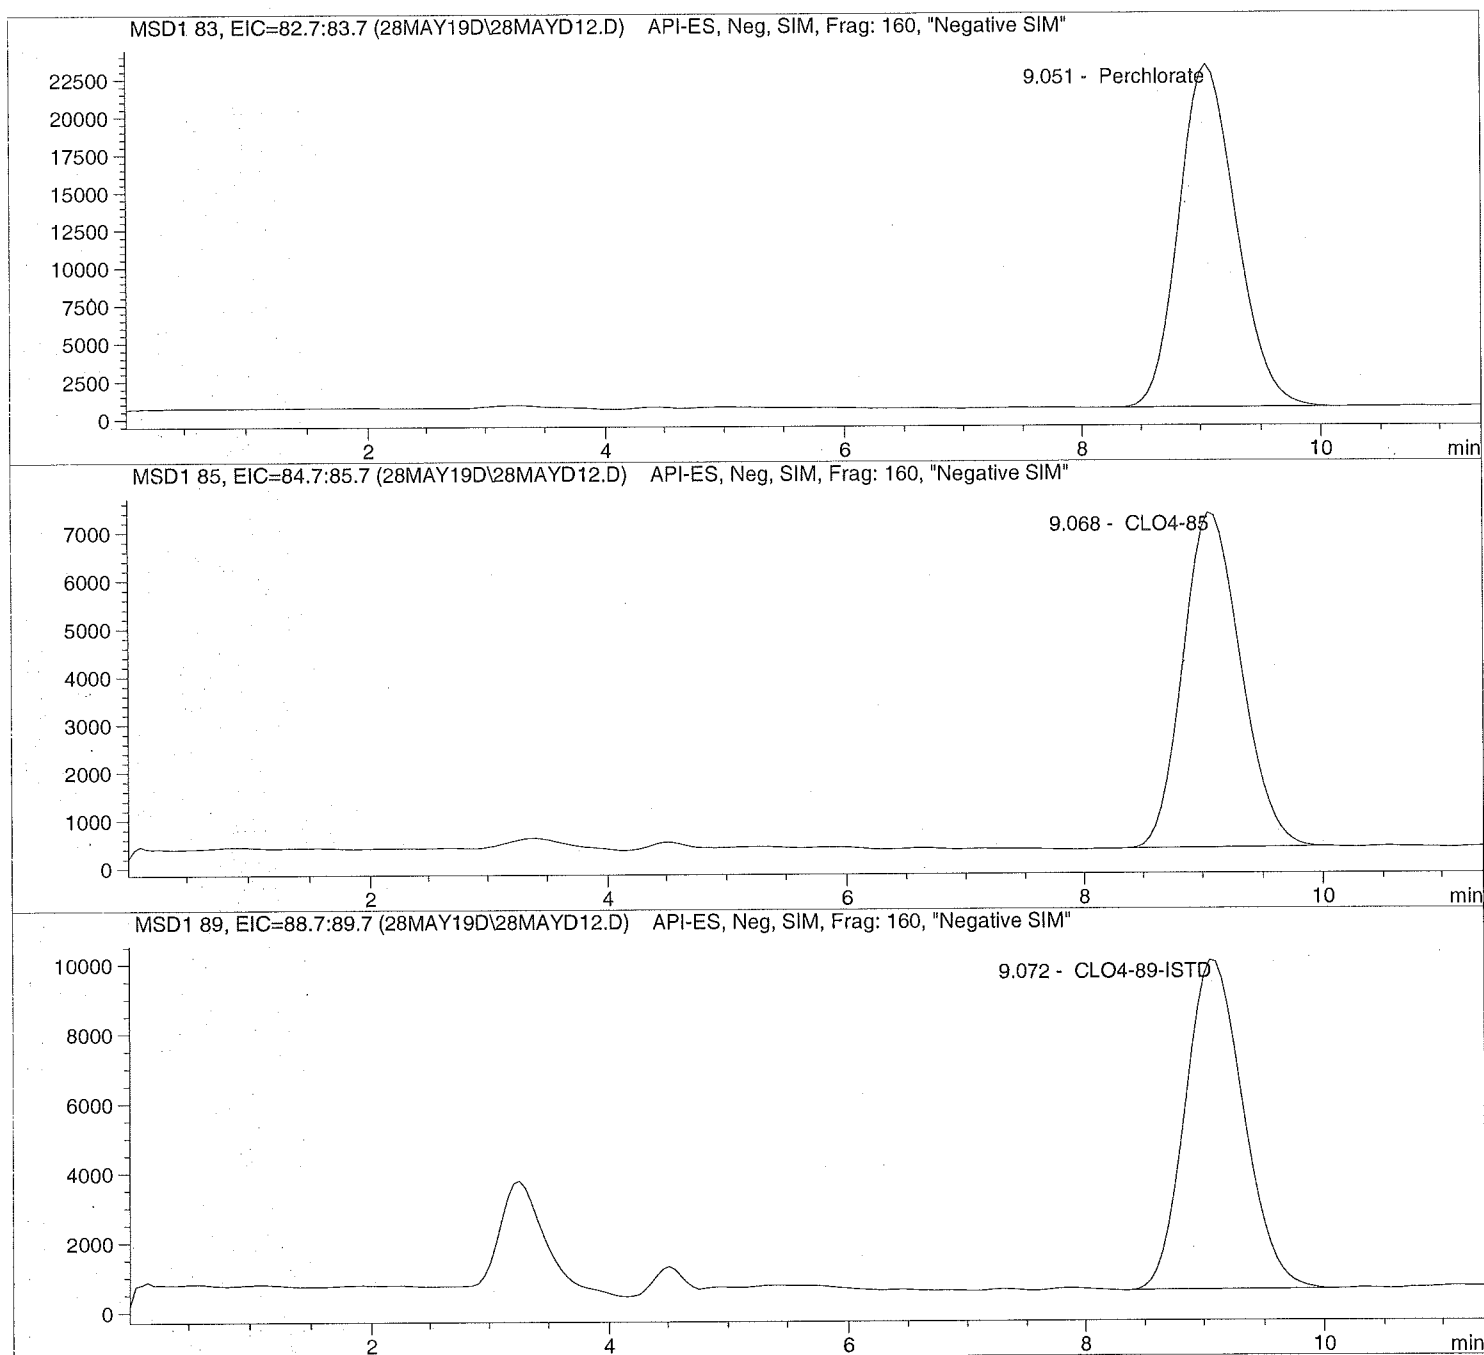 MSD1 83, EIC=82.7:83.7 (28MAY19D\28MAYD12.D) API-ES, Neg, SIM, Frag: 160, "Negative SIM"
9.051 - Perchlorate
22500
20000
17500
15000
12500
10000
7500
5000
2500
0
2 4 6 8 10 min
MSD1 85, EIC=84.7:85.7 (28MAY19D\28MAYD12.D) API-ES, Neg, SIM, Frag: 160, "Negative SIM"
9.068 - CLO4-85
7000
6000
5000
4000
3000
2000
1000
0
2 4 6 8 10 min
MSD1 89, EIC=88.7:89.7 (28MAY19D\28MAYD12.D) API-ES, Neg, SIM, Frag: 160, "Negative SIM"
9.072 - CLO4-89-ISTD
10000
8000
6000
4000
2000
0
2 4 6 8 10 min